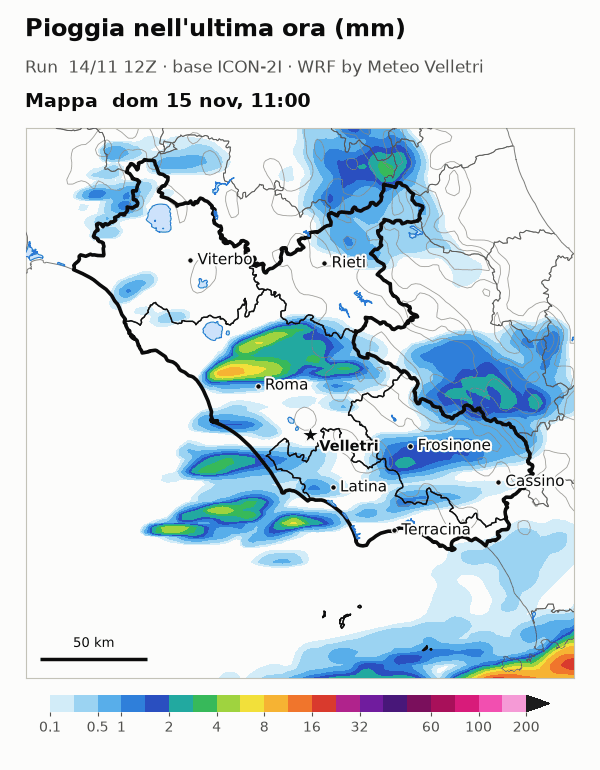 Pioggia nell'ultima ora (mm)
Run 14/11 12Z · base ICON-2I · WRF by Meteo Velletri
Mappa dom 15 nov, 11:00
Viterbo
Rieti
Roma
Velletri
Frosinone
Latina
Cassino
Terracina
50 km
0.1 0.5 1 2 4 8 16 32 60 100 200